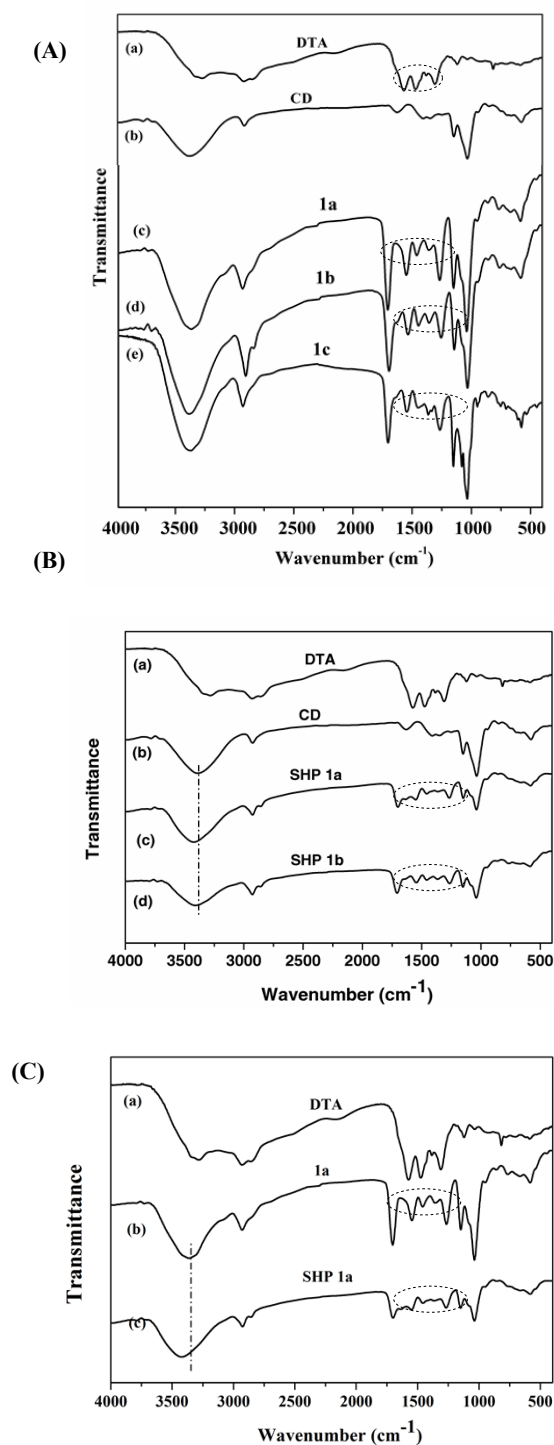 (A)
(a)
DTA
CD
(b)
1a
(c)
1b
(d)
(e)
1c
Transmittance
4000 3500 3000 2500 2000 1500 1000 500
Wavenumber (cm-1)
(B)
(a)
DTA
CD
(b)
SHP 1a
(c)
SHP 1b
(d)
Transmittance
4000 3500 3000 2500 2000 1500 1000 500
Wavenumber (cm-1)
(C)
(a)
DTA
1a
(b)
SHP 1a
(c)
Transmittance
4000 3500 3000 2500 2000 1500 1000 500
Wavenumber (cm-1)